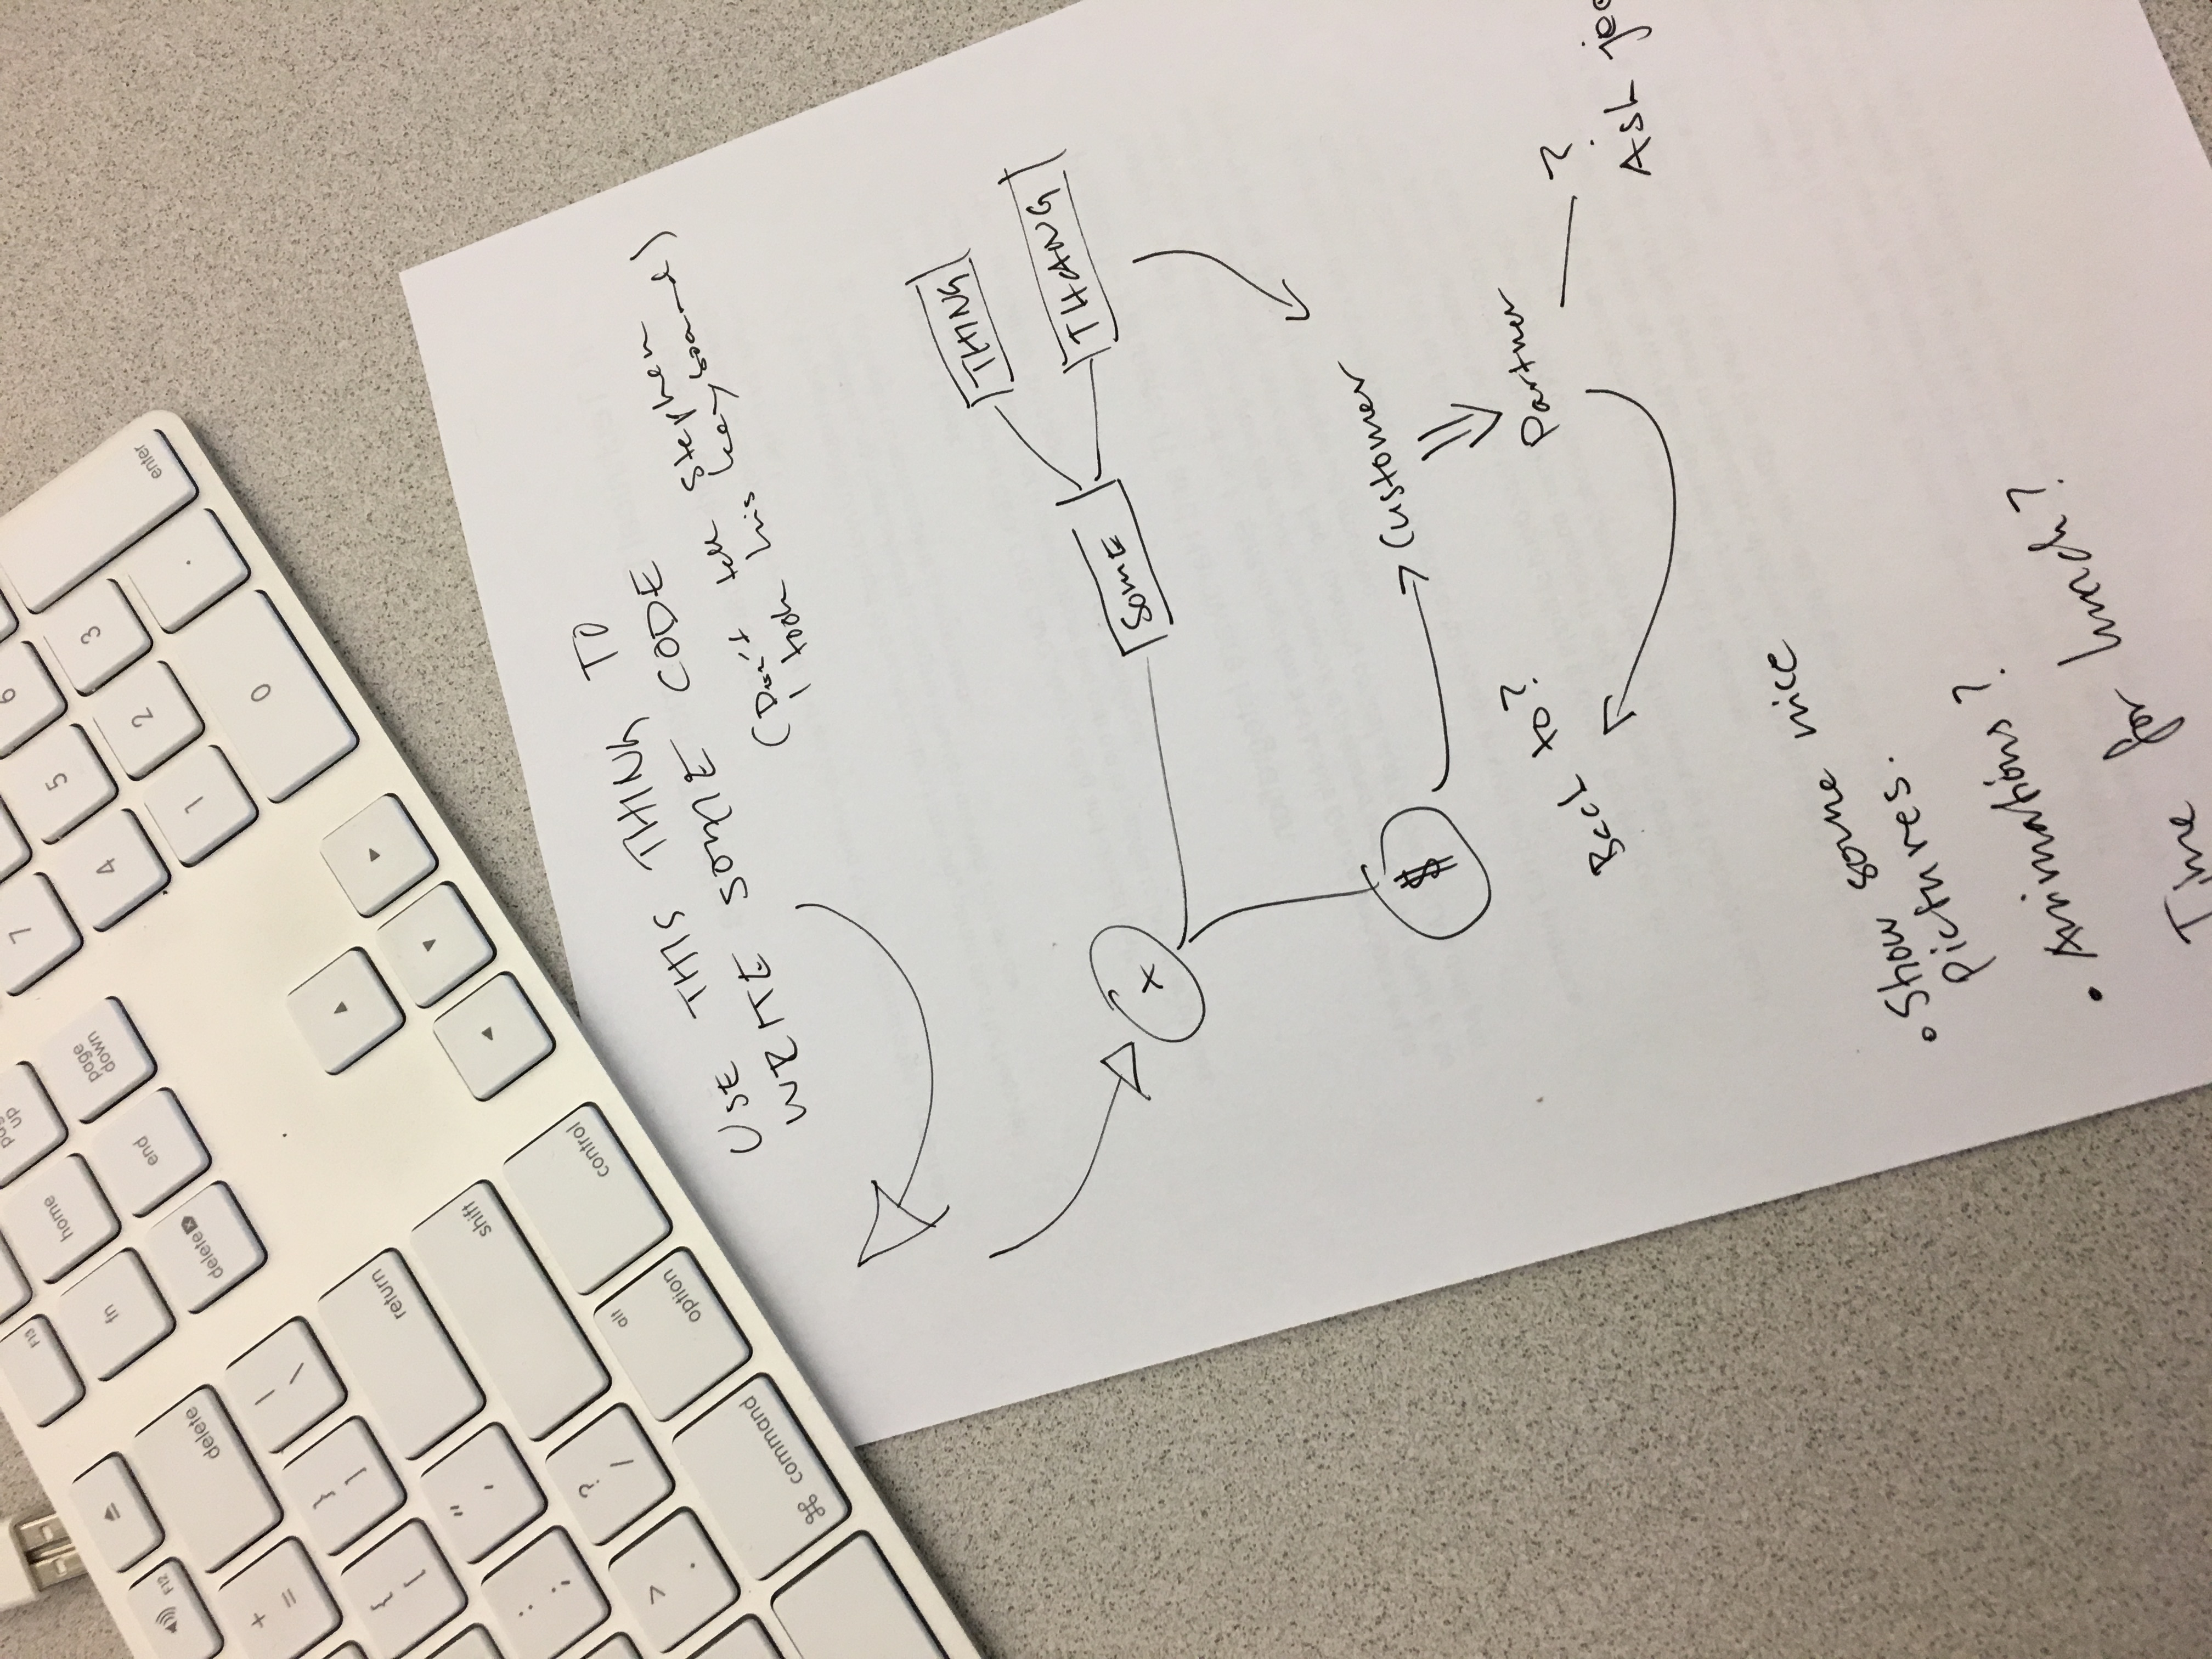 F13
page
up
7
6
home
5
fn
page
down
4
3
F12
end
2
enter
delete
delete
1
.
+
=
0
|
\
}
]
{
[
return
"
'
shift
:
;
?
/
control
>
.
alt
option
⌘ command
USE THIS THING TO
WRITE SOME CODE
(Don't tell Stephen
I took his keyboard)
THING
THANG
SOME
X
$
Customer
Back to?
Partner
?
Ask
• Show some nice
pictures.
• Animations?
Time for lunch?